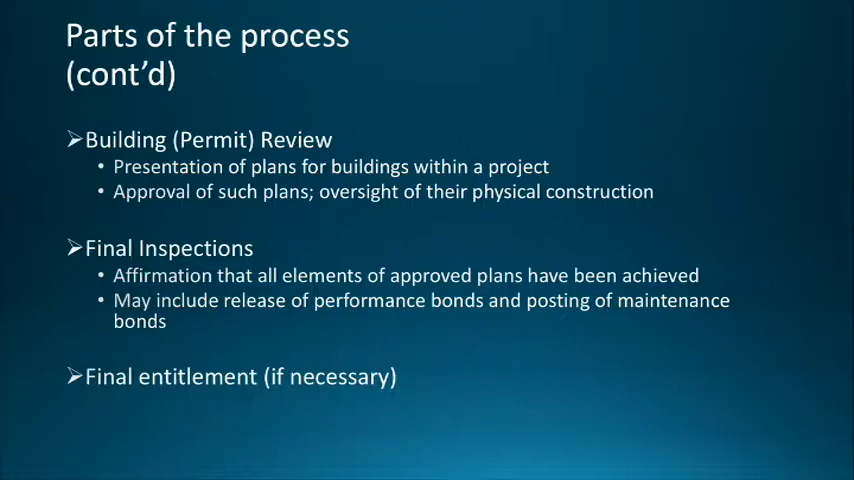 Parts of the process
(cont’d)
➢Building (Permit) Review
• Presentation of plans for buildings within a project
• Approval of such plans; oversight of their physical construction
➢Final Inspections
• Affirmation that all elements of approved plans have been achieved
• May include release of performance bonds and posting of maintenance
bonds
➢Final entitlement (if necessary)